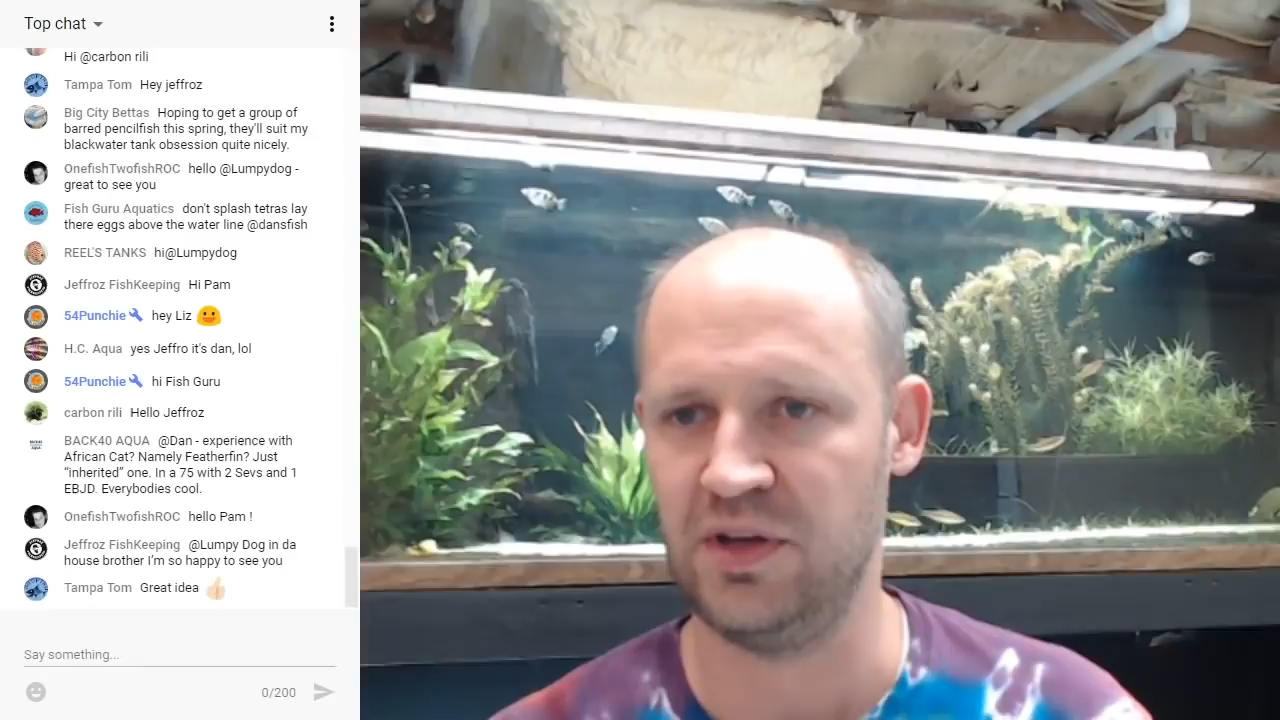 Top chat
Hi @carbon rili
Tampa Tom Hey jeffroz
Big City Bettas Hoping to get a group of
barred pencilfish this spring, they'll suit my
blackwater tank obsession quite nicely.
OnefishTwofishROC hello @Lumpydog -
great to see you
Fish Guru Aquatics don't splash tetras lay
there eggs above the water line @dansfish
REEL'S TANKS hi@Lumpydog
Jeffroz FishKeeping Hi Pam
54Punchie hey Liz
H.C. Aqua yes Jeffro it's dan, lol
54Punchie hi Fish Guru
carbon rili Hello Jeffroz
BACK40 AQUA @Dan - experience with
African Cat? Namely Featherfin? Just
“inherited” one. In a 75 with 2 Sevs and 1
EBJD. Everybodies cool.
OnefishTwofishROC hello Pam !
Jeffroz FishKeeping @Lumpy Dog in da
house brother I’m so happy to see you
Tampa Tom Great idea
Say something...
0/200